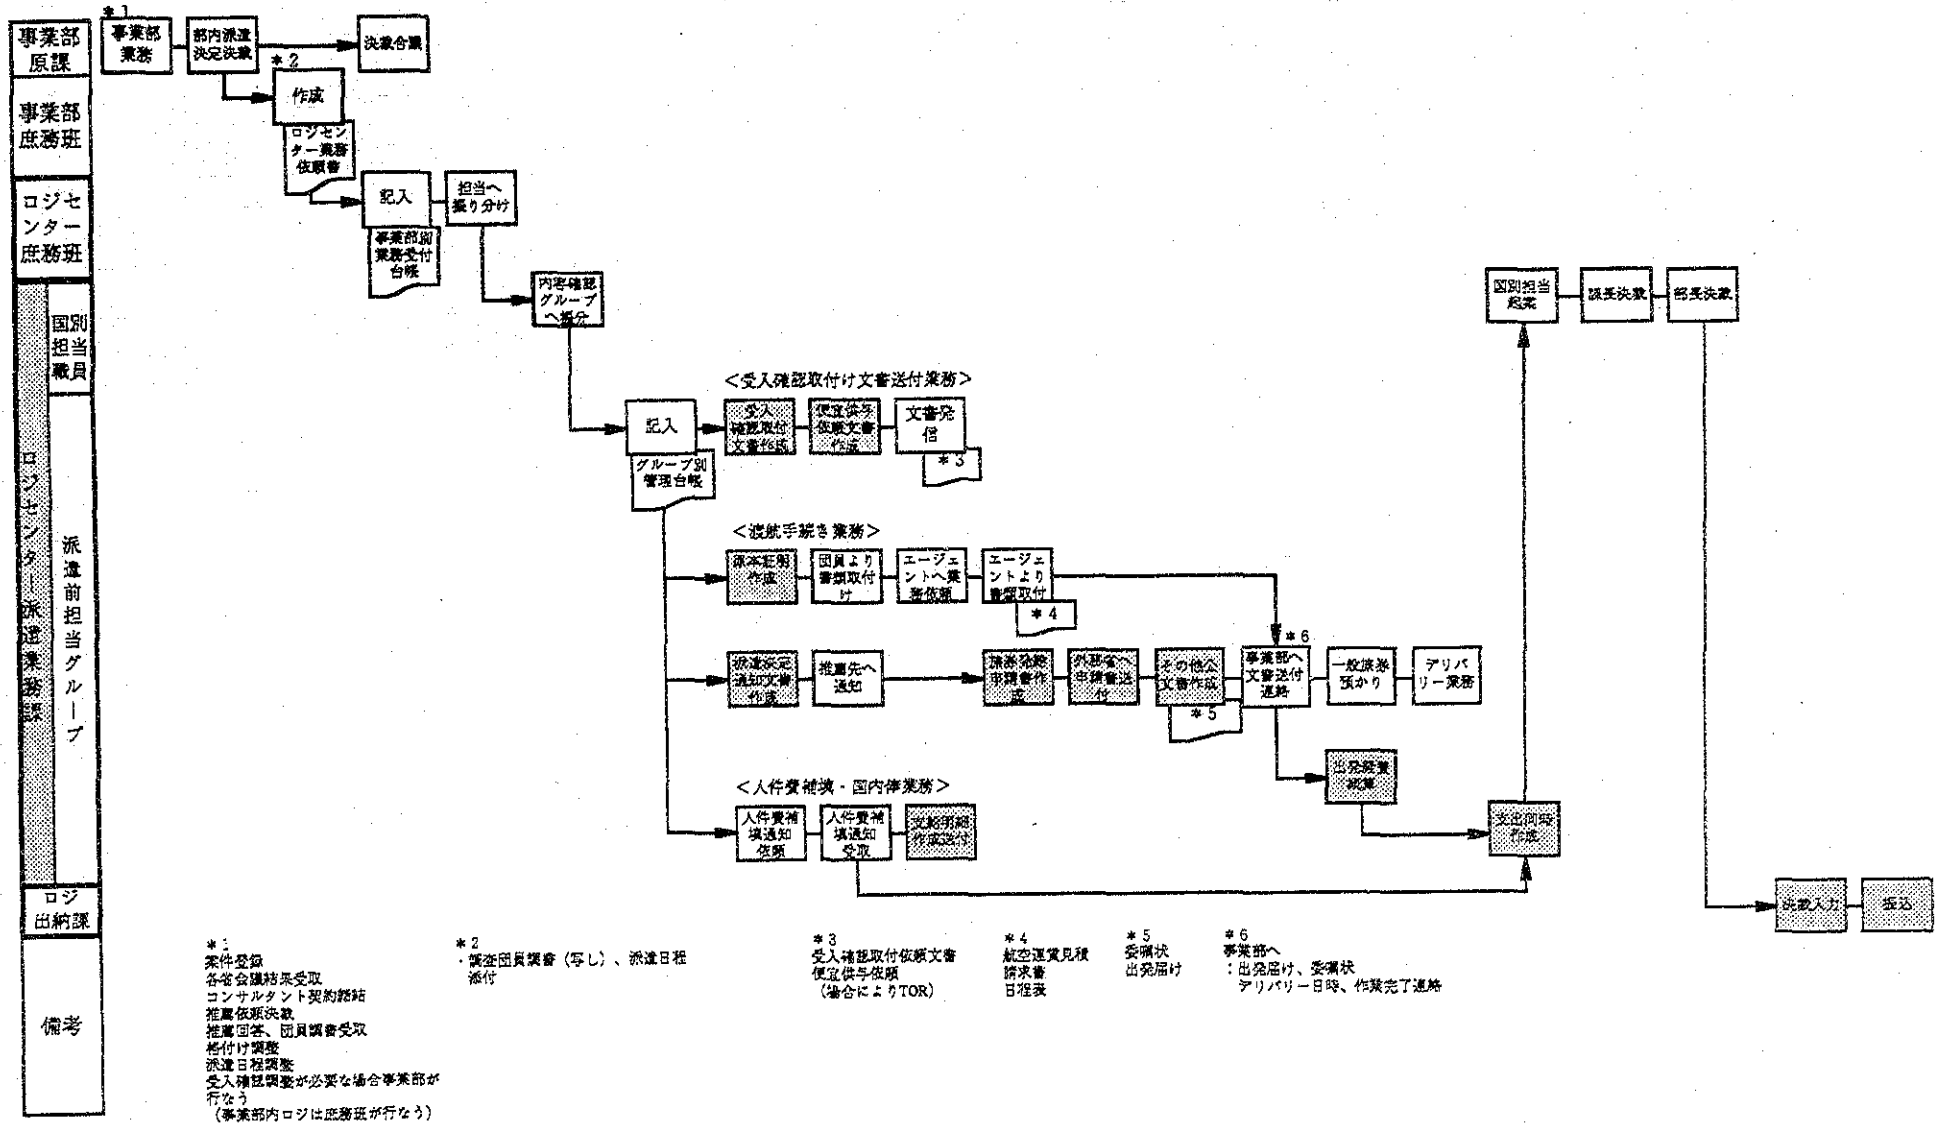 *1
事業部
原課
事業部
業務
部内派遣
決定決裁
決裁合議
*2
作成
事業部
庶務班
ロジセン
ター業務
依頼書
ロジセ
ンター
庶務班
記入
担当へ
振り分け
事業部別
業務受付
台帳
ロジセンター派遣業務課
国別
担当
職員
内容確認
グループ
へ振分
国別担当
起案
課長決裁
部長決裁
派遣前担当グループ
<受入確認取付け文書送付業務>
記入
受入
確認取付
文書作成
便宜供与
依頼文書
作成
文書発
信
*3
グループ別
管理台帳
<渡航手続き業務>
原本証明
作成
団員より
書類取付
け
エージェ
ントへ業
務依頼
エージェ
ントより
書類取付
*4
派遣決定
通知文書
作成
推薦先へ
通知
旅券発給
申請書作
成
外務省へ
申請書送
付
その他公
文書作成
*5
*6
事業部へ
文書送付
連絡
一般旅券
預かり
デリバ
リー業務
出発経費
<人件費補填・国内俸業務>
人件費補
填通知
依頼
人件費補
填通知
受取
支給明細
作成送付
支出同時
作成
ロジ
出納課
決裁入力
振込
備考
*1
案件登録
各省会議結果受取
コンサルタント契約締結
推薦依頼決裁
推薦回答、団員調書受取
格付け調整
派遣日程調整
受入確認調整が必要な場合事業部が
行なう
(事業部内ロジは庶務班が行なう)
*2
・調査団員調書(写し)、派遣日程
添付
*3
受入確認取付依頼文書
便宜供与依頼
(場合によりTOR)
*4
航空運賃見積
請求書
日程表
*5
委嘱状
出発届け
*6
事業部へ
:出発届け、委嘱状
デリバリー日時、作業完了連絡